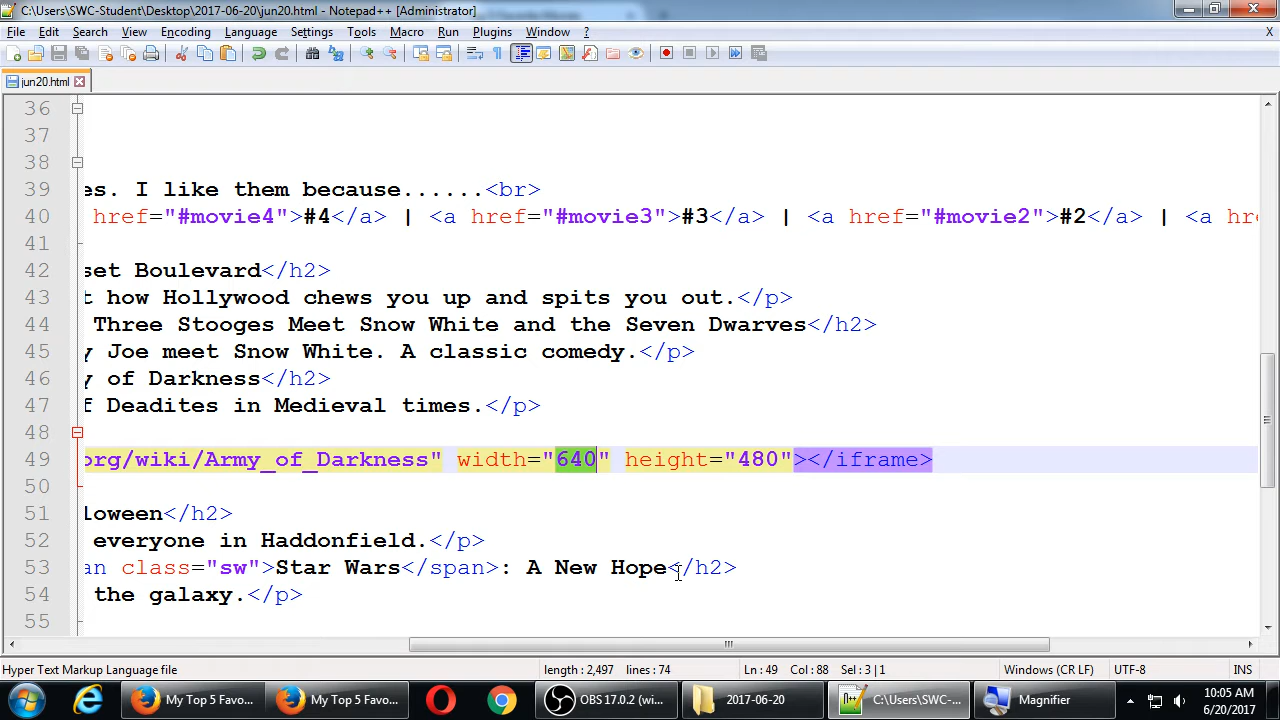 C:\Users\SWC-Student\Desktop\2017-06-20\jun20.html - Notepad++ [Administrator]
File Edit Search View Encoding Language Settings Tools Macro Run Plugins Window ? X
jun20.html
36
37
38
39 es. I like them because......<br>
40 href="#movie4">#4</a> | <a href="#movie3">#3</a> | <a href="#movie2">#2</a> | <a hre
41
42 set Boulevard</h2>
43 t how Hollywood chews you up and spits you out.</p>
44 Three Stooges Meet Snow White and the Seven Dwarves</h2>
45 y Joe meet Snow White. A classic comedy.</p>
46 y of Darkness</h2>
47 f Deadites in Medieval times.</p>
48
49 org/wiki/Army_of_Darkness" width="640" height="480"></iframe>
50
51 loween</h2>
52 everyone in Haddonfield.</p>
53 an class="sw">Star Wars</span>: A New Hope</h2>
54 the galaxy.</p>
55
Hyper Text Markup Language file length : 2,497 lines : 74 Ln : 49 Col : 88 Sel : 3 | 1 Windows (CR LF) UTF-8 INS
My Top 5 Favo... My Top 5 Favo... OBS 17.0.2 (wi... 2017-06-20 C:\Users\SWC-... Magnifier 10:05 AM
6/20/2017